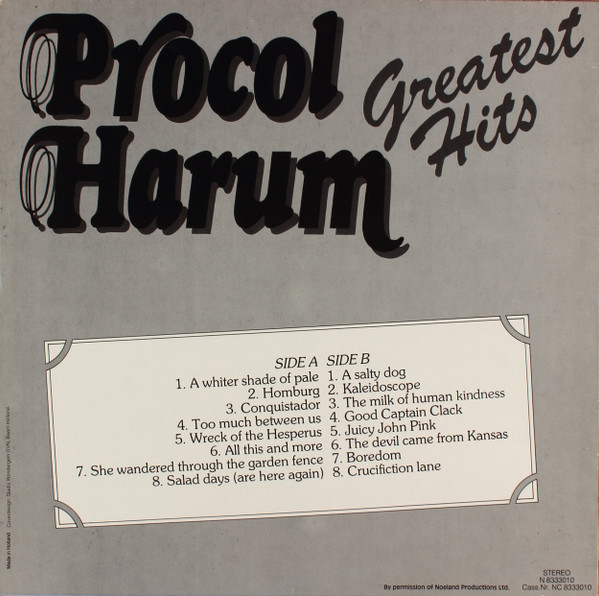 Procol
Harum
Greatest
Hits
SIDE A
1. A whiter shade of pale
2. Homburg
3. Conquistador
4. Too much between us
5. Wreck of the Hesperus
6. All this and more
7. She wandered through the garden fence
8. Salad days (are here again)
SIDE B
1. A salty dog
2. Kaleidoscope
3. The milk of human kindness
4. Good Captain Clack
5. Juicy John Pink
6. The devil came from Kansas
7. Boredom
8. Crucifiction lane
Made in Holland
By permission of Noeland Productions Ltd.
STEREO
N 8333010
Cass.Nr. NC 8333010